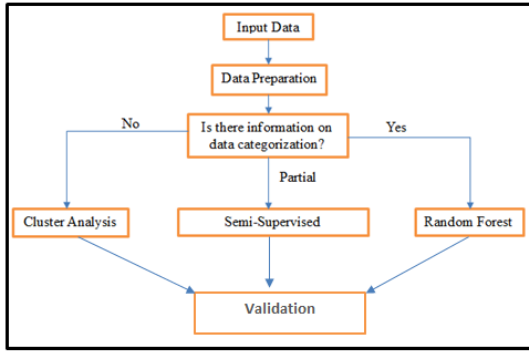 Input Data
Data Preparation
Is there information on
data categorization?
No
Yes
Partial
Cluster Analysis
Semi-Supervised
Random Forest
Validation